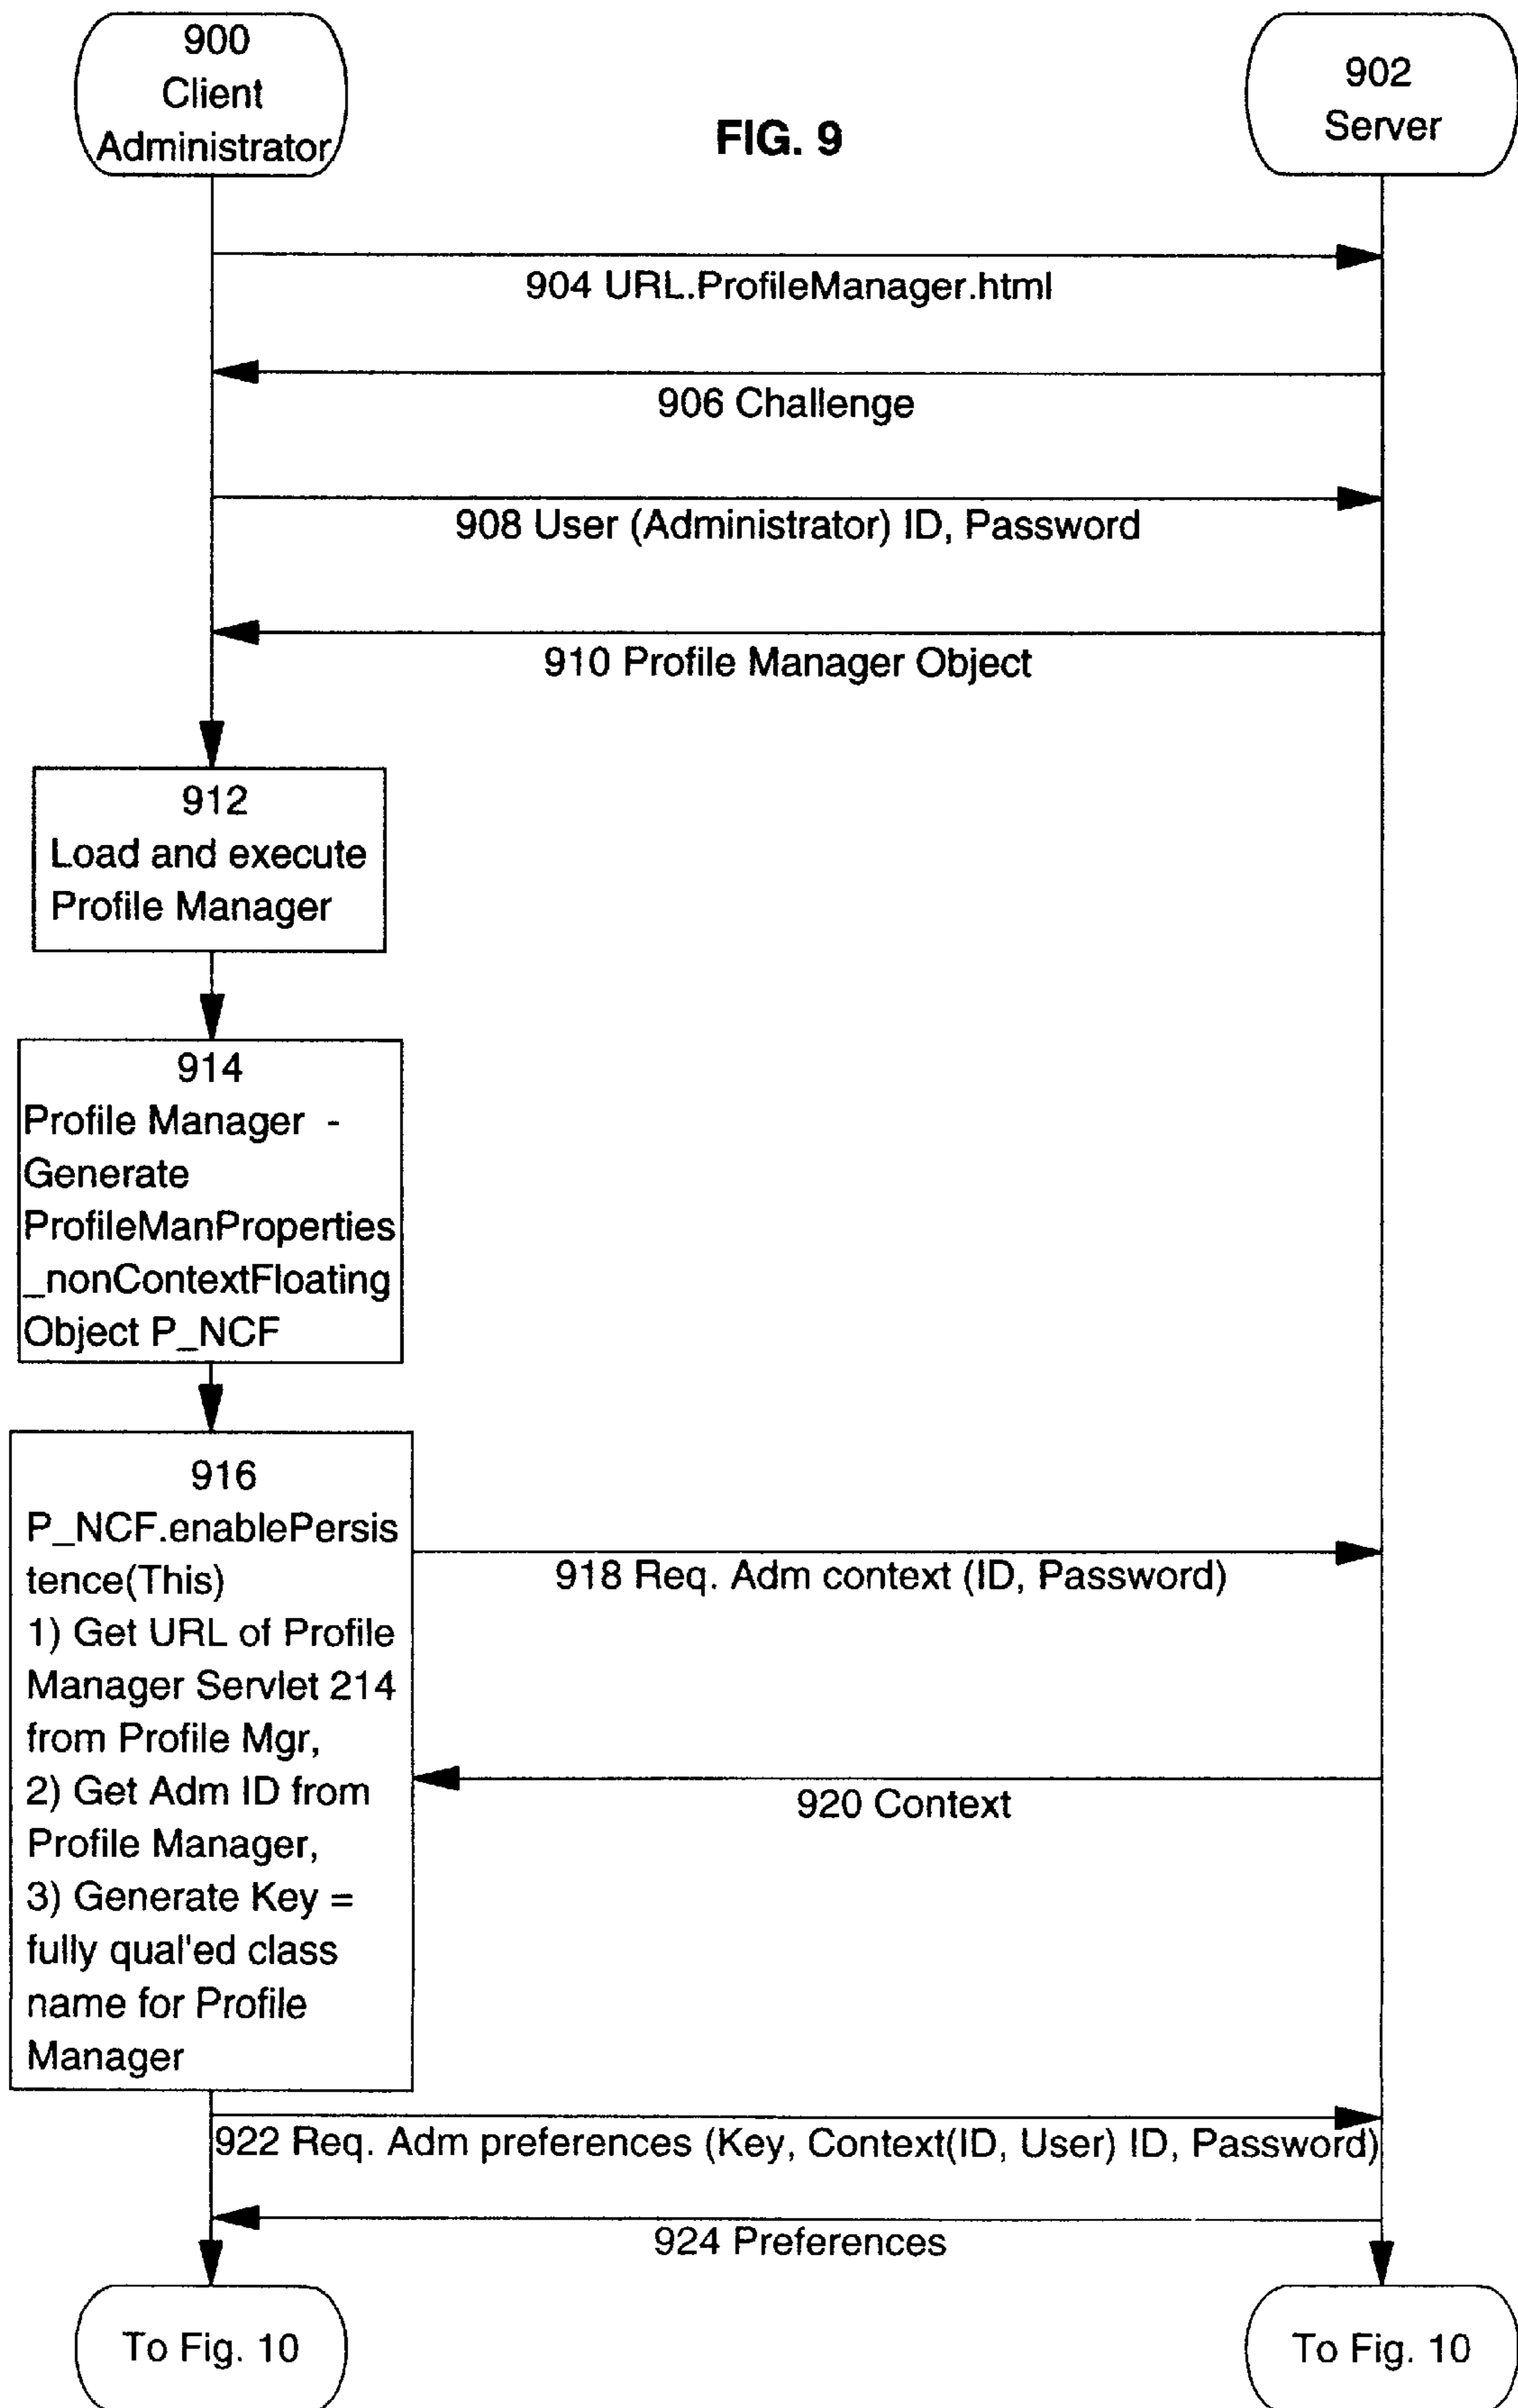 900
Client
Administrator
FIG. 9
902
Server
904 URL.ProfileManager.html
906 Challenge
908 User (Administrator) ID, Password
910 Profile Manager Object
912
Load and execute
Profile Manager
914
Profile Manager -
Generate
ProfileManProperties
_nonContextFloating
Object P_NCF
916
P_NCF.enablePersis
tence(This)
1) Get URL of Profile
Manager Servlet 214
from Profile Mgr,
2) Get Adm ID from
Profile Manager,
3) Generate Key =
fully qual'ed class
name for Profile
Manager
918 Req. Adm context (ID, Password)
920 Context
922 Req. Adm preferences (Key, Context(ID, User) ID, Password)
924 Preferences
To Fig. 10
To Fig. 10